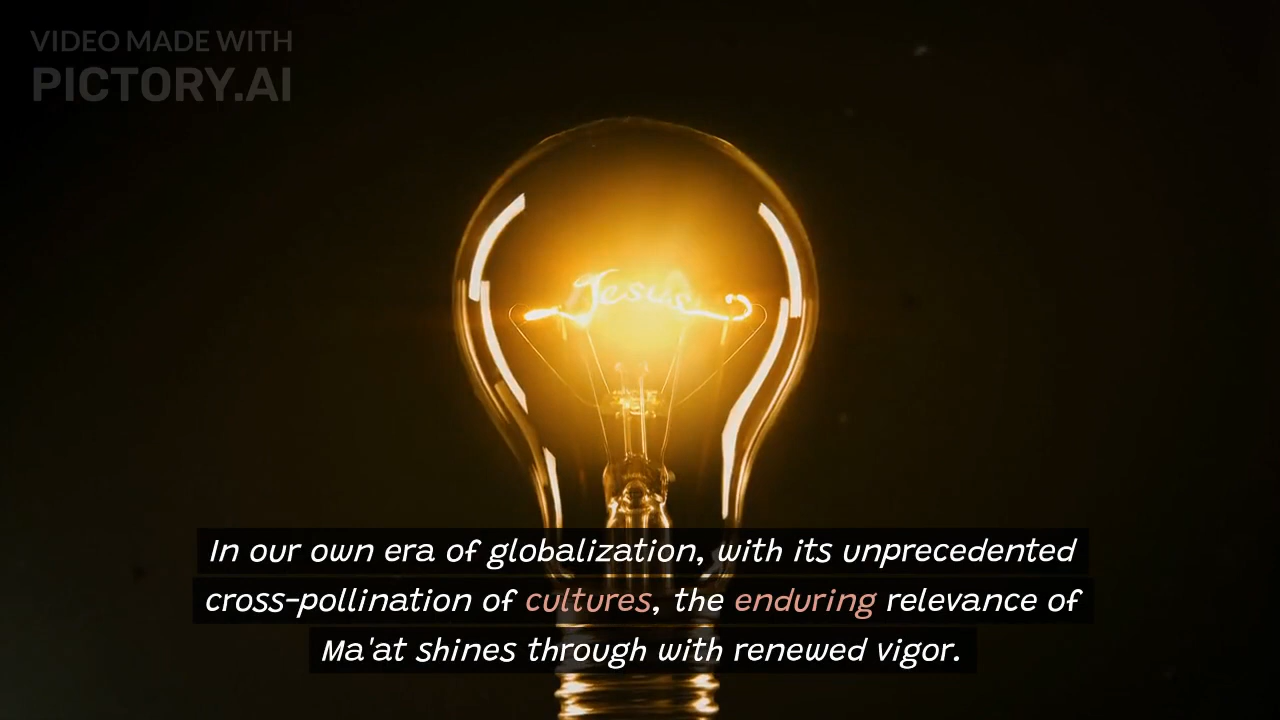 VIDEO MADE WITH
PICTORY.AI
Jesus
In our own era of globalization, with its unprecedented
cross-pollination of cultures, the enduring relevance of
Ma'at shines through with renewed vigor.